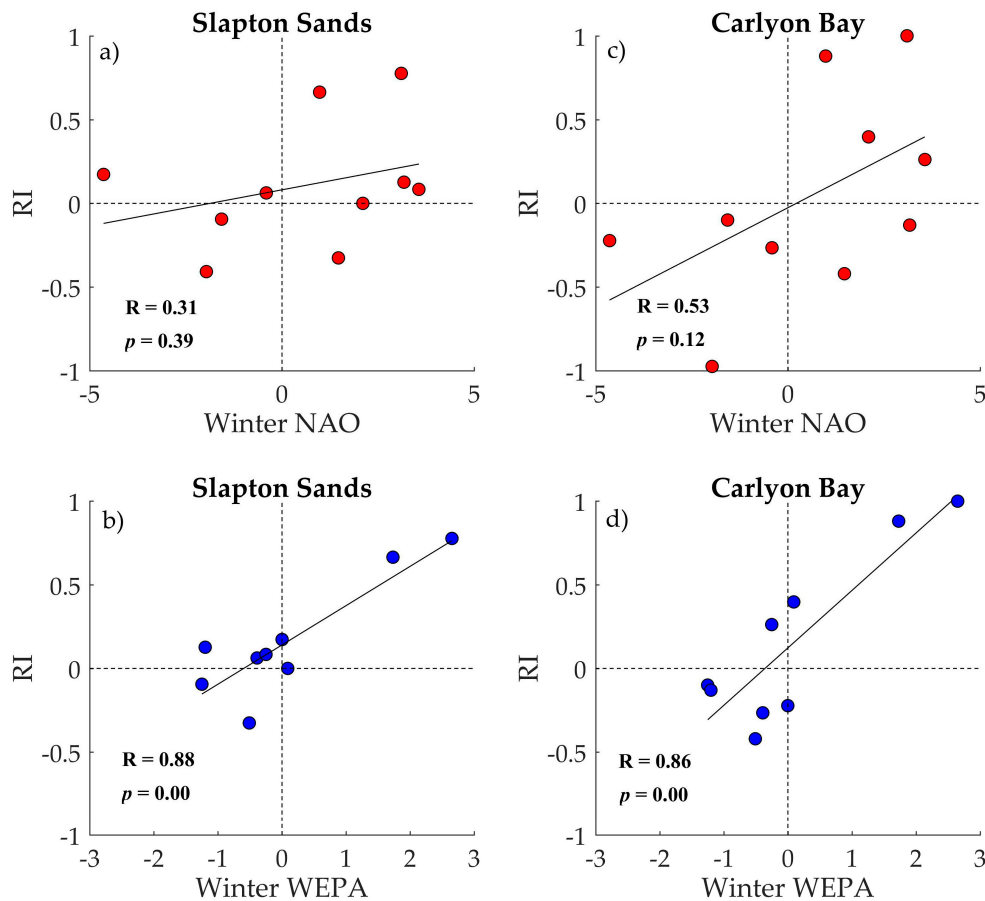 Slapton Sands
a)
1
0.5
0
-0.5
-1
RI
R = 0.31
p = 0.39
-5
0
5
Winter NAO
Carlyon Bay
c)
1
0.5
0
-0.5
-1
RI
R = 0.53
p = 0.12
-5
0
5
Winter NAO
Slapton Sands
b)
1
0.5
0
-0.5
-1
RI
R = 0.88
p = 0.00
-3
-2
-1
0
1
2
3
Winter WEPA
Carlyon Bay
d)
1
0.5
0
-0.5
-1
RI
R = 0.86
p = 0.00
-3
-2
-1
0
1
2
3
Winter WEPA